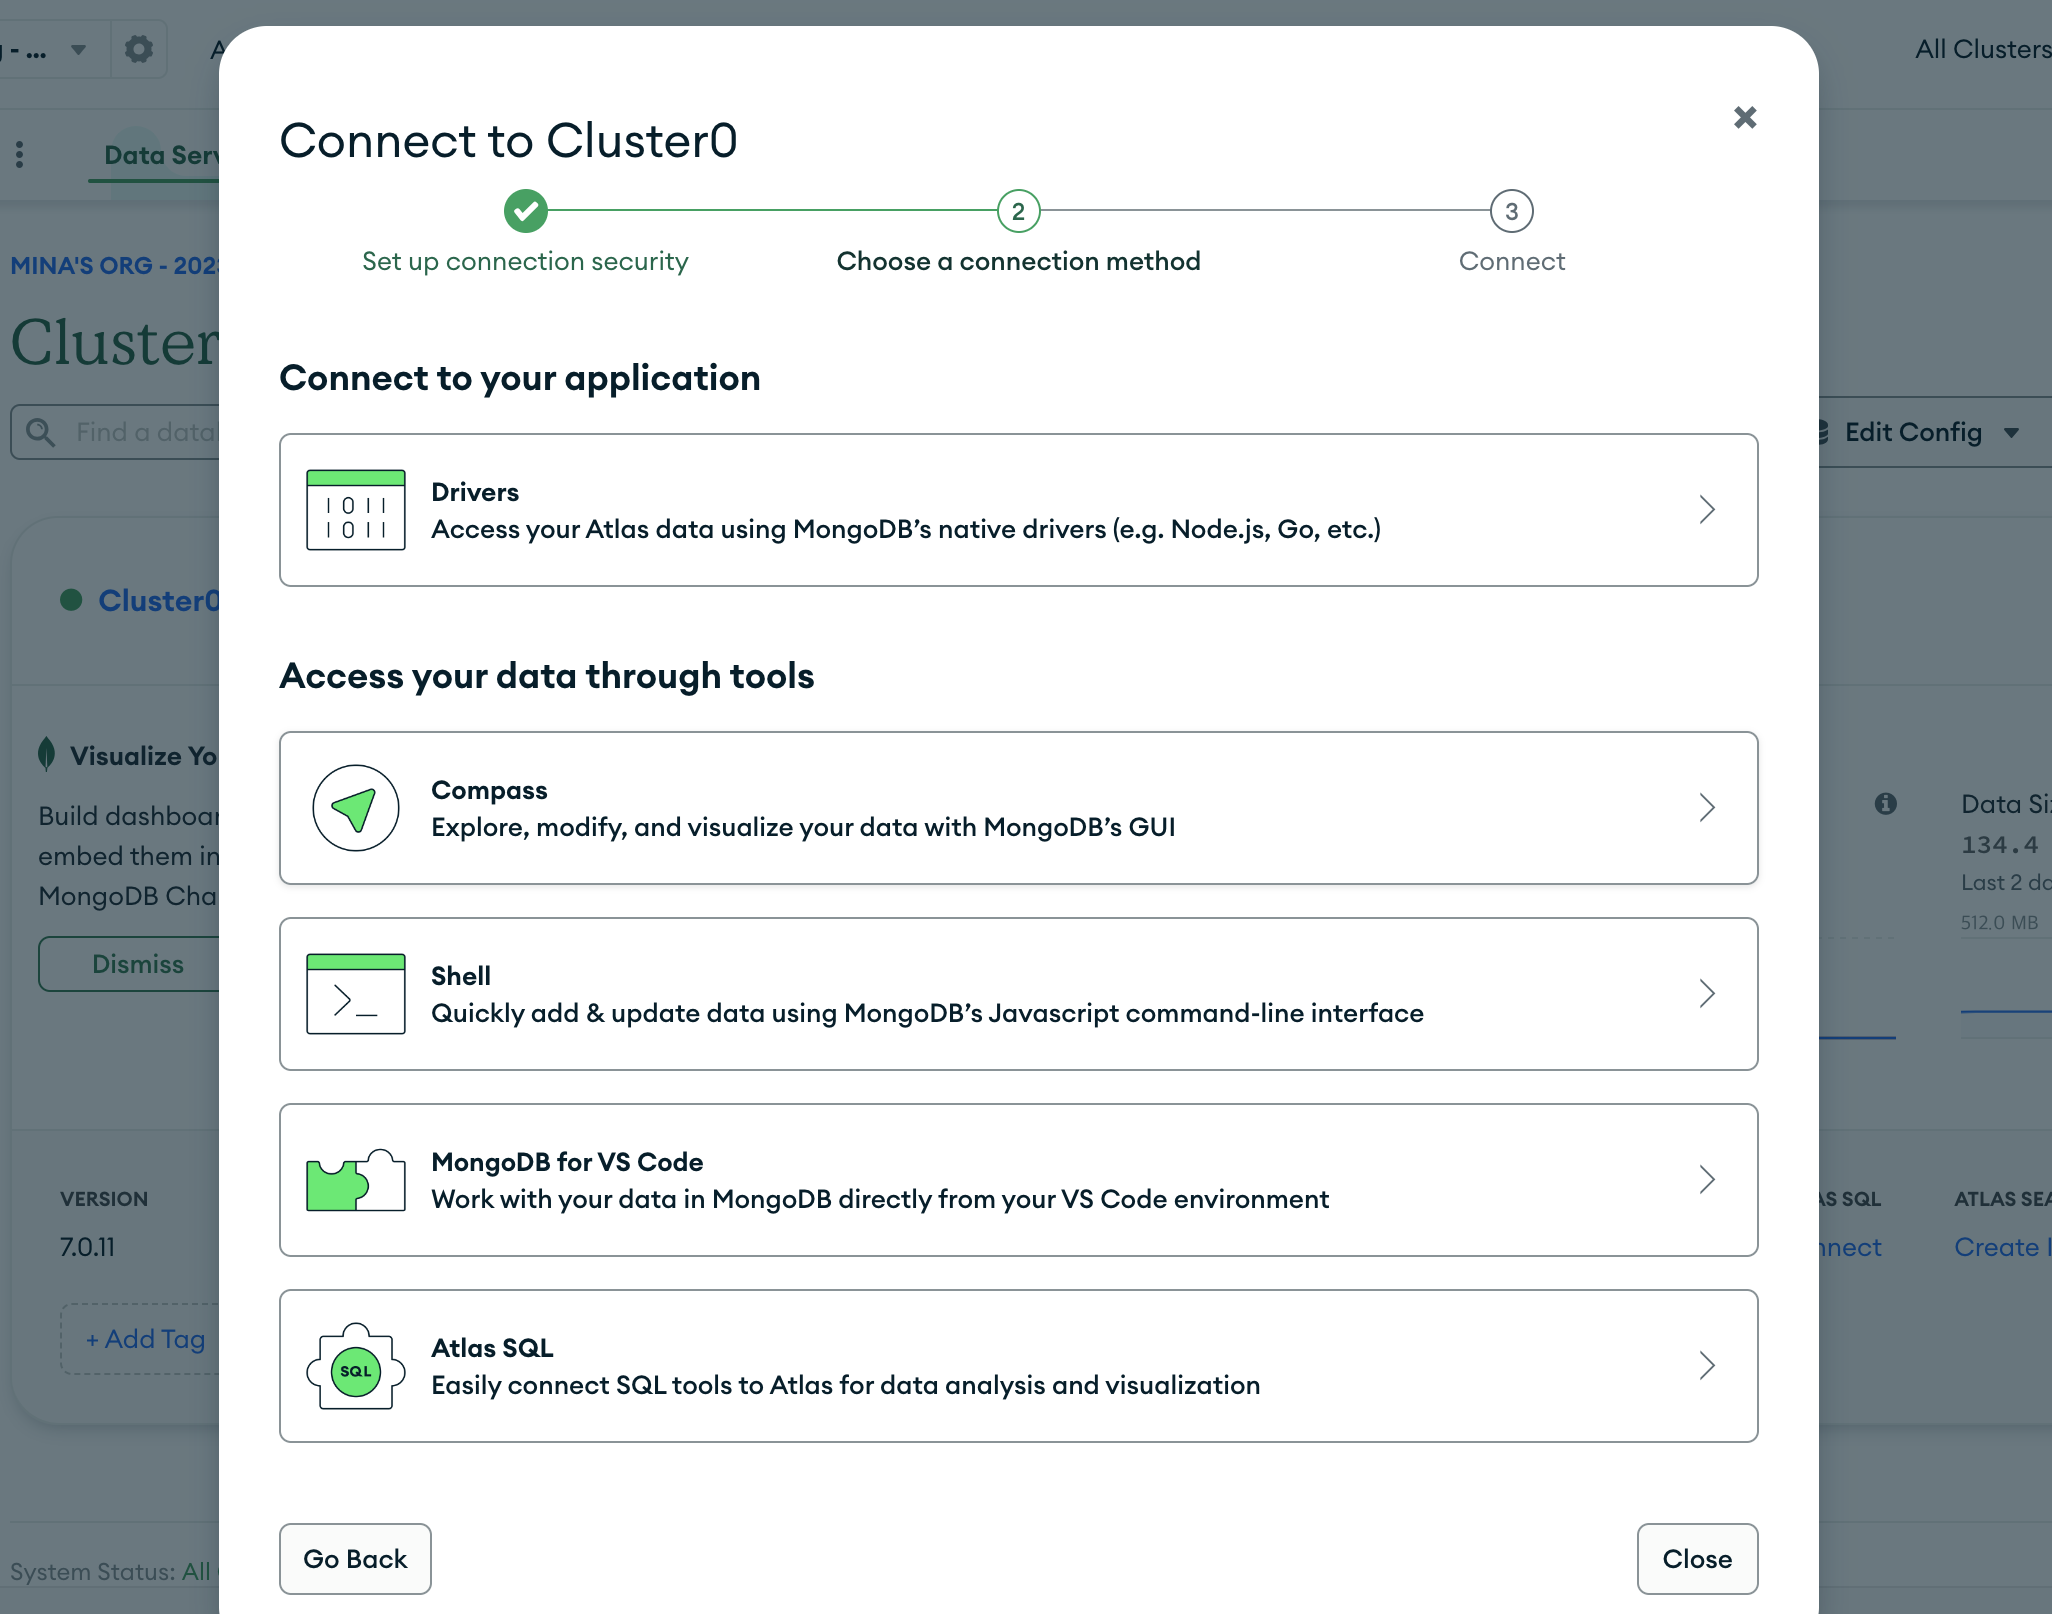 - ...
All Clusters
Connect to Cluster0
Data Serv
2
3
Set up connection security
Choose a connection method
Connect
MINA'S ORG - 202
Cluster
Connect to your application
Find a data
Edit Config
1 0 1 1
1 0 1 1
Drivers
Access your Atlas data using MongoDB’s native drivers (e.g. Node.js, Go, etc.)
Cluster0
Access your data through tools
Visualize Yo
Compass
Explore, modify, and visualize your data with MongoDB’s GUI
Build dashboar
embed them in
MongoDB Cha
Data Si
134.4
Last 2 da
512.0 MB
Dismiss
>_
Shell
Quickly add & update data using MongoDB’s Javascript command-line interface
MongoDB for VS Code
Work with your data in MongoDB directly from your VS Code environment
VERSION
7.0.11
AS SQL
nnect
ATLAS SEA
Create I
+ Add Tag
SQL
Atlas SQL
Easily connect SQL tools to Atlas for data analysis and visualization
Go Back
Close
System Status: All